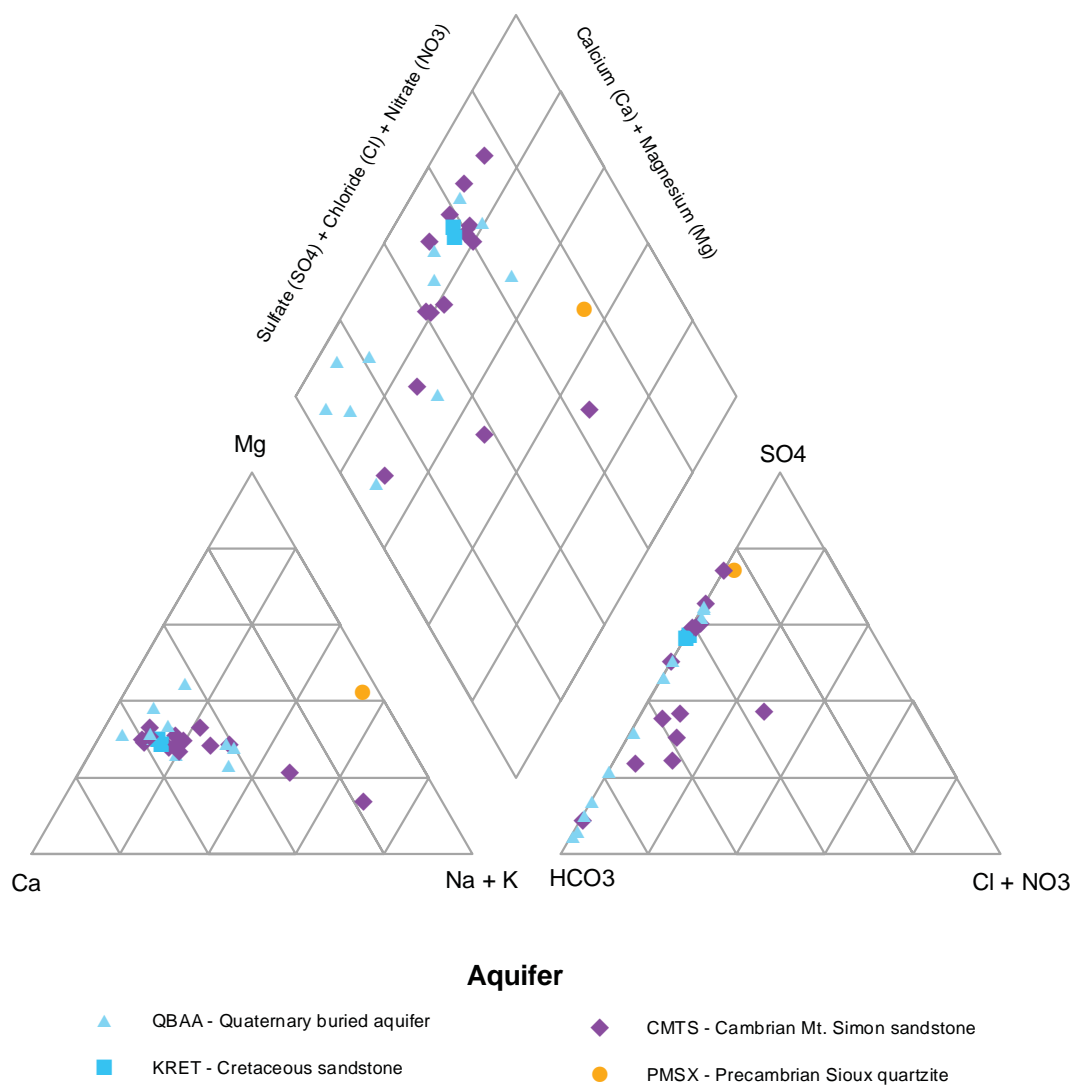 Sulfate (SO4) + Chloride (Cl) + Nitrate (NO3)
Calcium (Ca) + Magnesium (Mg)
Mg
SO4
Ca
Na + K
HCO3
Cl + NO3
Aquifer
QBAA - Quaternary buried aquifer
CMTS - Cambrian Mt. Simon sandstone
KRET - Cretaceous sandstone
PMSX - Precambrian Sioux quartzite